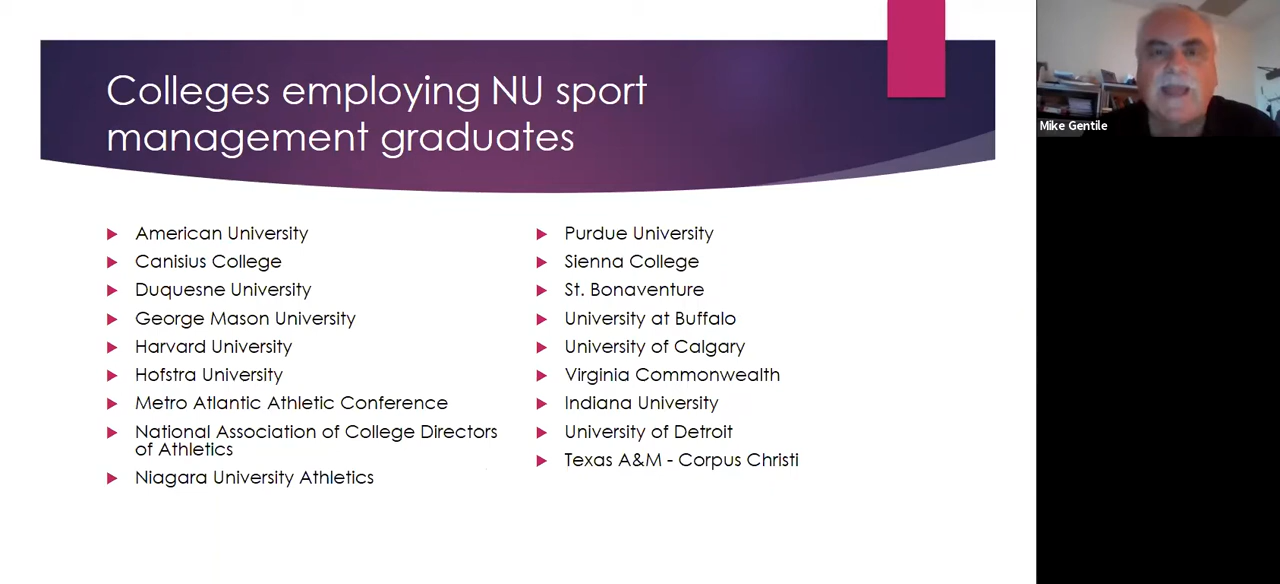 Colleges employing NU sport
management graduates
American University
Canisius College
Duquesne University
George Mason University
Harvard University
Hofstra University
Metro Atlantic Athletic Conference
National Association of College Directors
of Athletics
Niagara University Athletics
Purdue University
Sienna College
St. Bonaventure
University at Buffalo
University of Calgary
Virginia Commonwealth
Indiana University
University of Detroit
Texas A&M - Corpus Christi
Mike Gentile